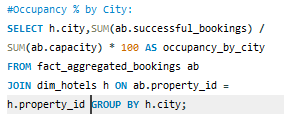 #Occupancy % by City:
SELECT h.city,SUM(ab.successful_bookings) /
SUM(ab.capacity) * 100 AS occupancy_by_city
FROM fact_aggregated_bookings ab
JOIN dim_hotels h ON ab.property_id =
h.property_id GROUP BY h.city;